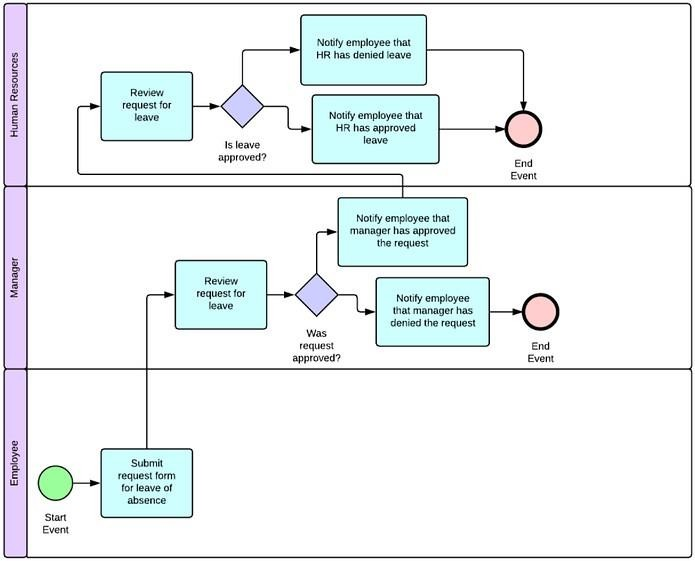 Human Resources
Notify employee that
HR has denied leave
Review
request for
leave
Notify employee that
HR has approved
leave
Is leave
approved?
End
Event
Manager
Notify employee that
manager has approved
the request
Review
request for
leave
Notify employee
that manager has
denied the request
Was
request
approved?
End
Event
Employee
Submit
request form
for leave of
absence
Start
Event